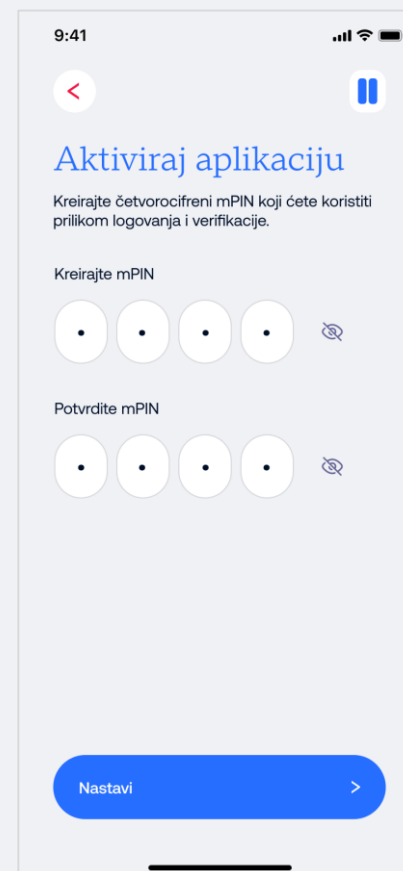 9:41
Aktiviraj aplikaciju
Kreirajte četvorocifreni mPIN koji ćete koristiti
prilikom logovanja i verifikacije.
Kreirajte mPIN
Potvrdite mPIN
Nastavi